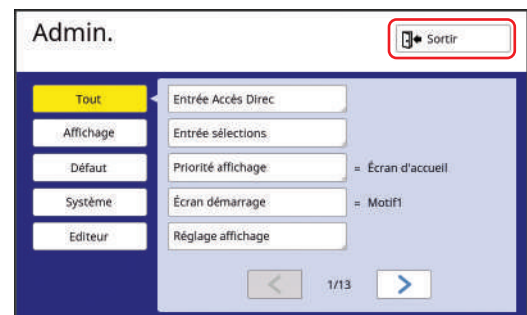 Admin.
Sortir
Tout
Entrée Accès Direc
Affichage
Entrée sélections
Défaut
Priorité affichage = Écran d'accueil
Système
Écran démarrage = Motif1
Editeur
Réglage affichage
1/13